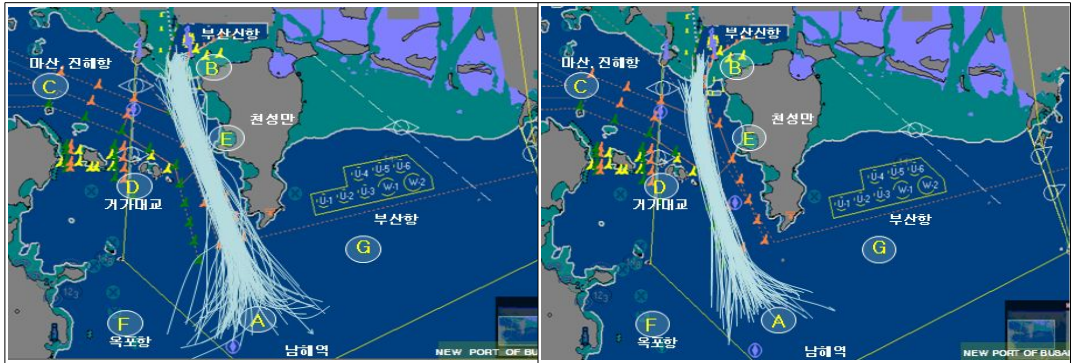 부산신항
마산, 진해항
B
C
천성만
E
U-4 U-5 U-6
U-1 U-2 U-3 W-1 W-2
D
거가대교
부산항
G
F
A
옥포항
남해역
NEW PORT OF BU
부산신항
마산, 진해항
B
C
천성만
E
U-4 U-5 U-6
U-1 U-2 U-3 W-1 W-2
D
거가대교
부산항
G
F
A
옥포항
남해역
NEW PORT OF BUSA